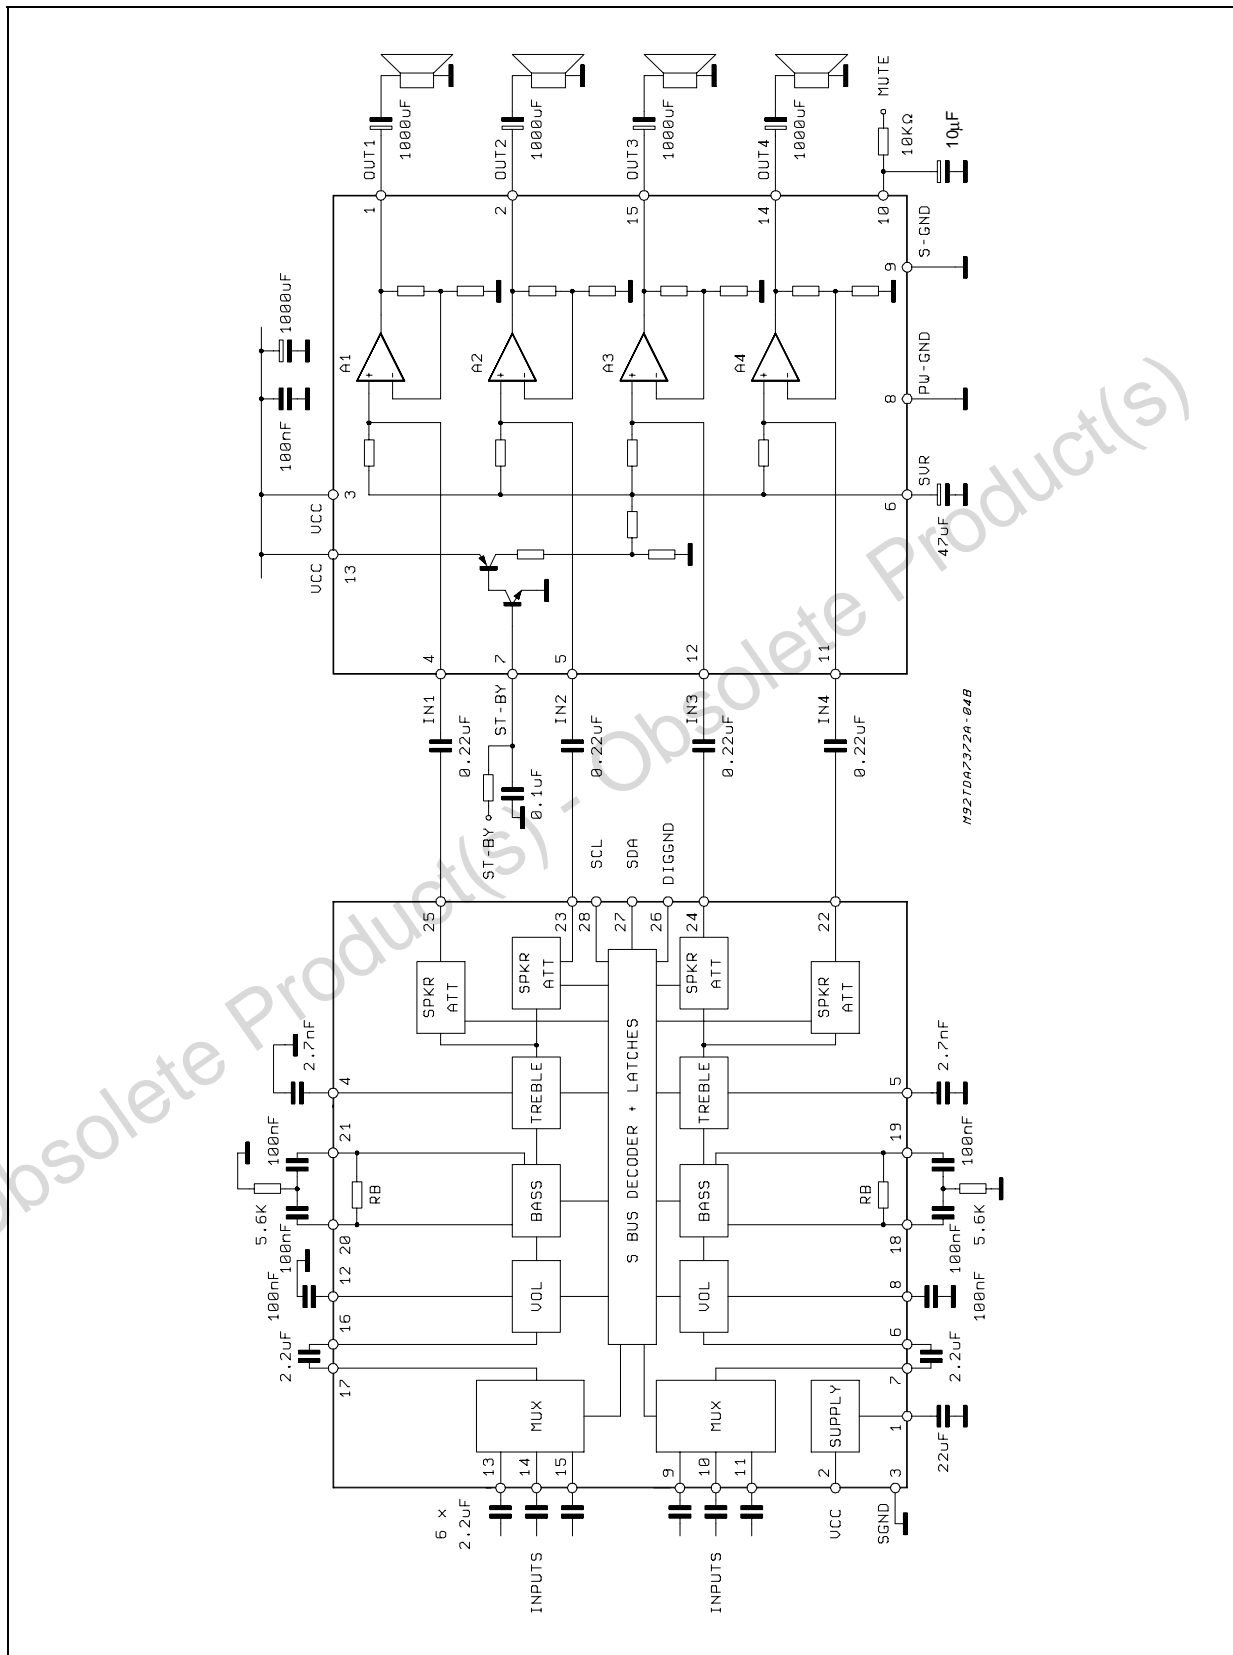 OUT1
1000uF
OUT2
1000uF
OUT3
1000uF
OUT4
1000uF
MUTE
10KΩ
10µF
1
2
15
14
10
S-GND
9
1000uF
100nF
A1
A2
A3
A4
+
-
+
-
+
-
+
-
PW-GND
8
SVR
6
47uF
VCC
3
VCC
13
4
7
5
12
11
IN1
0.22uF
ST-BY
ST-BY
0.1uF
IN2
0.22uF
IN3
0.22uF
IN4
0.22uF
M92TDA7372A-04B
SCL
SDA
DIGGND
25
23
28
27
26
24
22
SPKR
ATT
SPKR
ATT
SPKR
ATT
SPKR
ATT
S BUS DECODER + LATCHES
2.7nF
4
TREBLE
TREBLE
5
2.7nF
100nF
21
19
100nF
5.6K
RB
BASS
BASS
RB
5.6K
100nF
20
18
100nF
100nF
12
VOL
VOL
8
100nF
16
6
2.2uF
2.2uF
17
7
MUX
MUX
SUPPLY
1
22uF
13
14
15
9
10
11
2
3
6 x
2.2uF
INPUTS
INPUTS
VCC
SGND
Obsolete Product(s) - Obsolete Product(s)